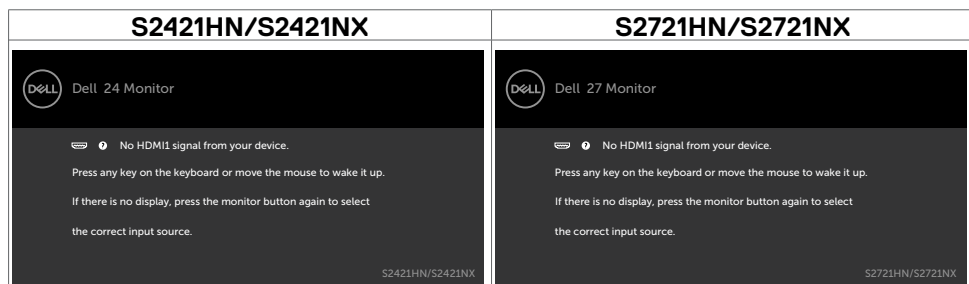 S2421HN/S2421NX
S2721HN/S2721NX
DELL
Dell 24 Monitor
No HDMI1 signal from your device.
Press any key on the keyboard or move the mouse to wake it up.
If there is no display, press the monitor button again to select
the correct input source.
S2421HN/S2421NX
DELL
Dell 27 Monitor
No HDMI1 signal from your device.
Press any key on the keyboard or move the mouse to wake it up.
If there is no display, press the monitor button again to select
the correct input source.
S2721HN/S2721NX